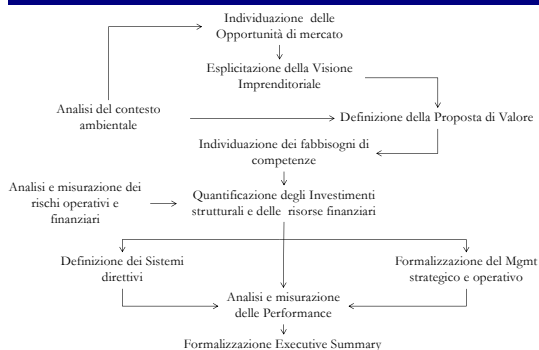 Individuazione delle
Opportunità di mercato
Esplicitazione della Visione
Imprenditoriale
Analisi del contesto
ambientale
Definizione della Proposta di Valore
Individuazione dei fabbisogni di
competenze
Analisi e misurazione dei
rischi operativi e
finanziari
Quantificazione degli Investimenti
strutturali e delle risorse finanziari
Definizione dei Sistemi
direttivi
Formalizzazione del Mgmt
strategico e operativo
Analisi e misurazione
delle Performance
Formalizzazione Executive Summary